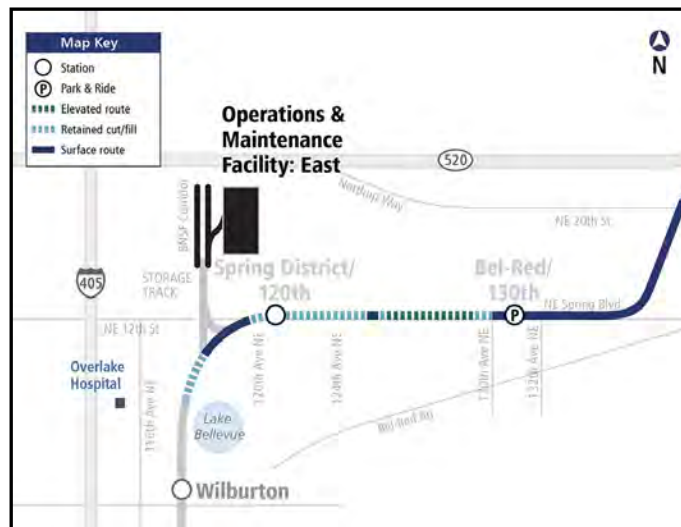 Map Key
Station
P Park & Ride
Elevated route
Retained cut/fill
Surface route
N
Operations &
Maintenance
Facility: East
520
Northup Way
NE 20th St.
BNSF Corridor
405
STORAGE
TRACK
Spring District/
120th
Bel-Red/
130th
NE Spring Blvd
NE 12th St
P
Overlake
Hospital
116th Ave NE
120th Ave NE
124th Ave NE
130th Ave NE
132th Ave NE
Lake
Bellevue
Bel-Red Rd
Wilburton